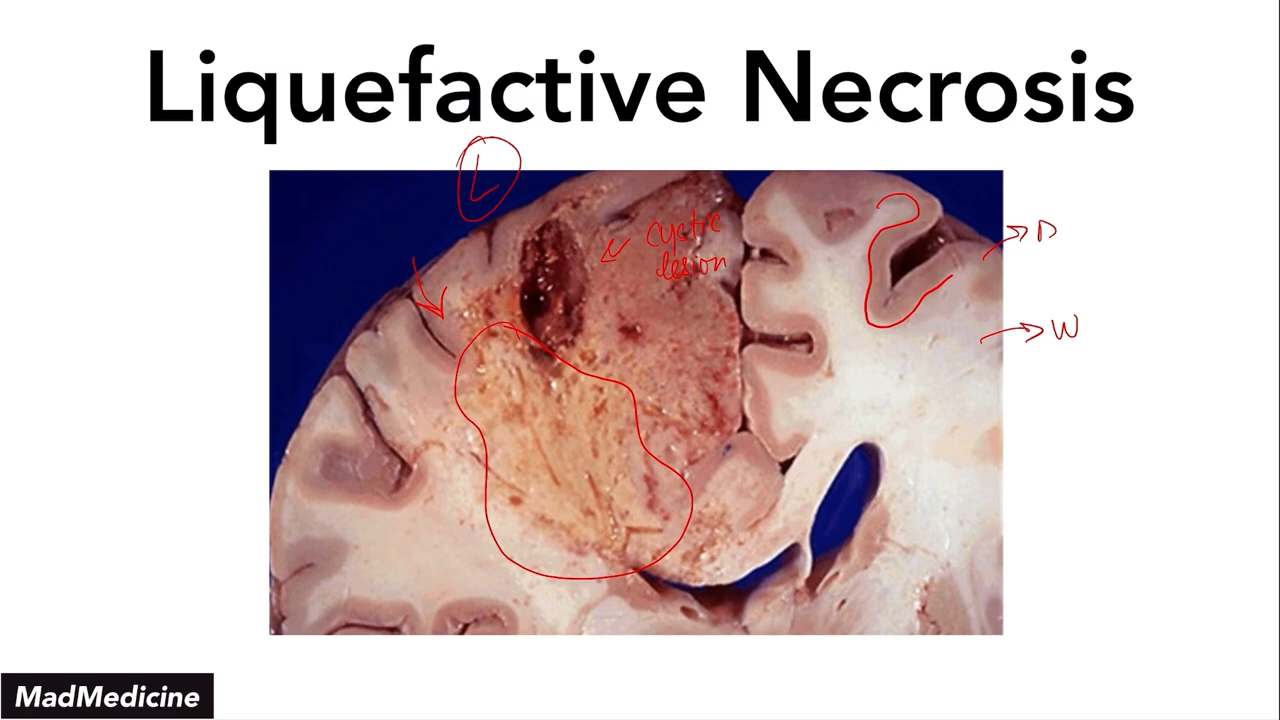 Liquefactive Necrosis
L
cystic
lesion
D
W
MadMedicine